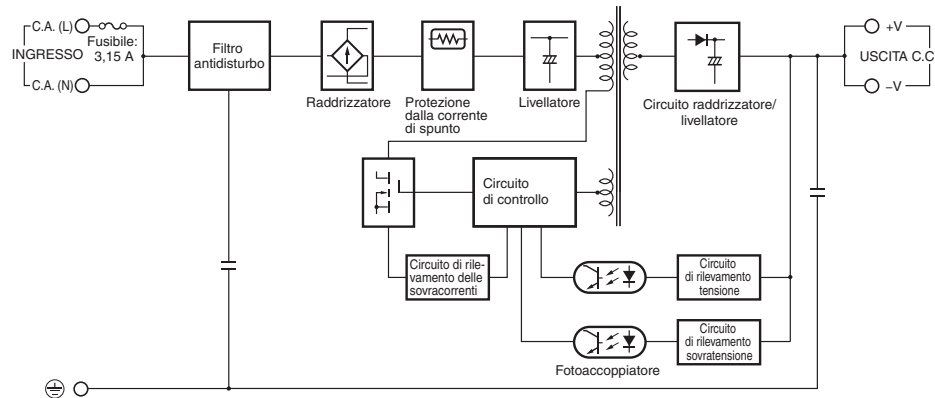 C.A. (L)
INGRESSO
C.A. (N)
Fusibile:
3,15 A
Filtro
antidisturbo
Raddrizzatore
Protezione
dalla corrente
di spunto
Livellatore
Circuito raddrizzatore/
livellatore
+V
USCITA C.C
–V
Circuito
di controllo
Circuito di rile-
vamento delle
sovracorrenti
Circuito
di rilevamento
tensione
Circuito
di rilevamento
sovratensione
Fotoaccoppiatore